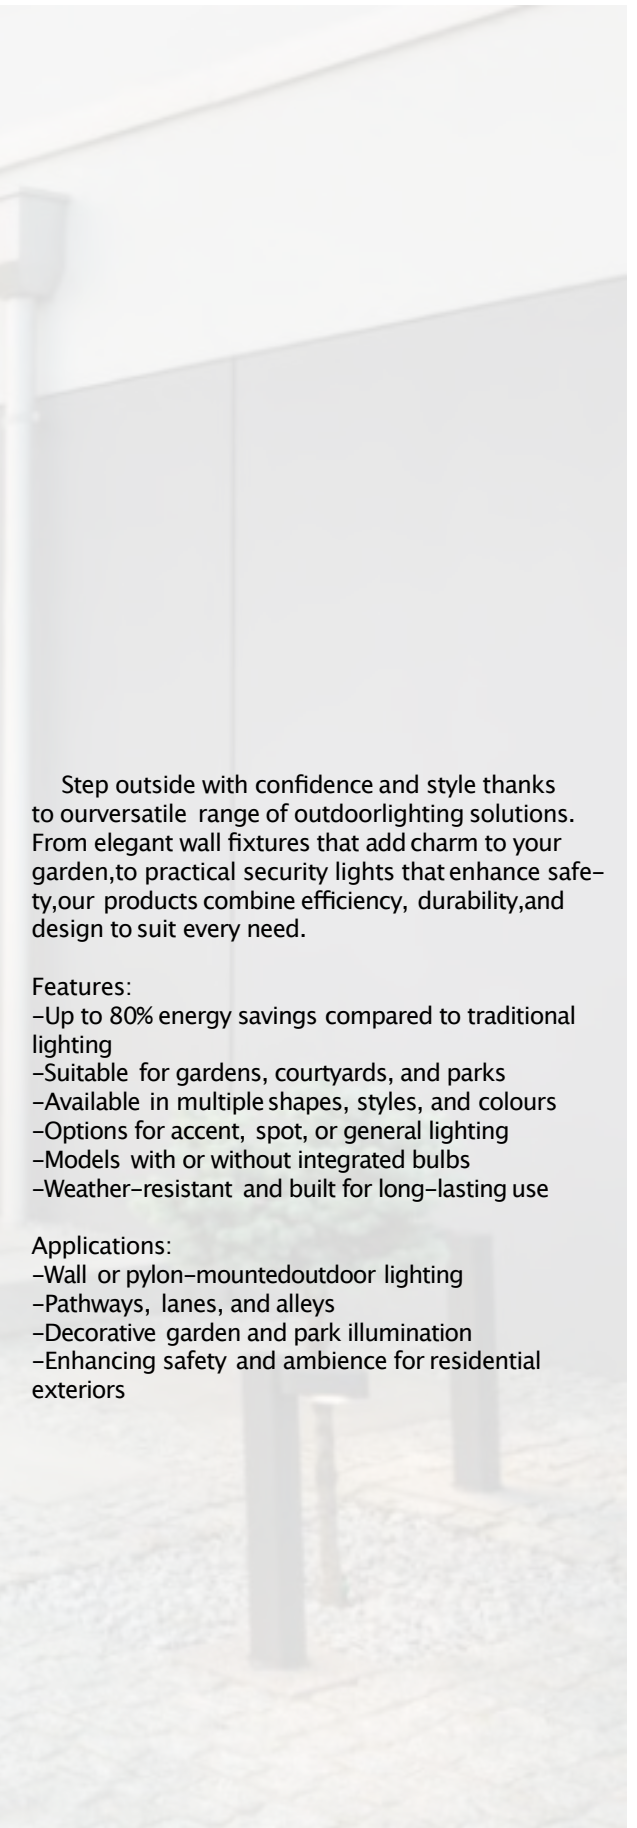 Step outside with confidence and style thanks
to ourversatile range of outdoorlighting solutions.
From elegant wall fixtures that add charm to your
garden,to practical security lights that enhance safe-
ty,our products combine efficiency, durability,and
design to suit every need.
Features:
-Up to 80% energy savings compared to traditional
lighting
-Suitable for gardens, courtyards, and parks
-Available in multiple shapes, styles, and colours
-Options for accent, spot, or general lighting
-Models with or without integrated bulbs
-Weather-resistant and built for long-lasting use
Applications:
-Wall or pylon-mountedoutdoor lighting
-Pathways, lanes, and alleys
-Decorative garden and park illumination
-Enhancing safety and ambience for residential
exteriors